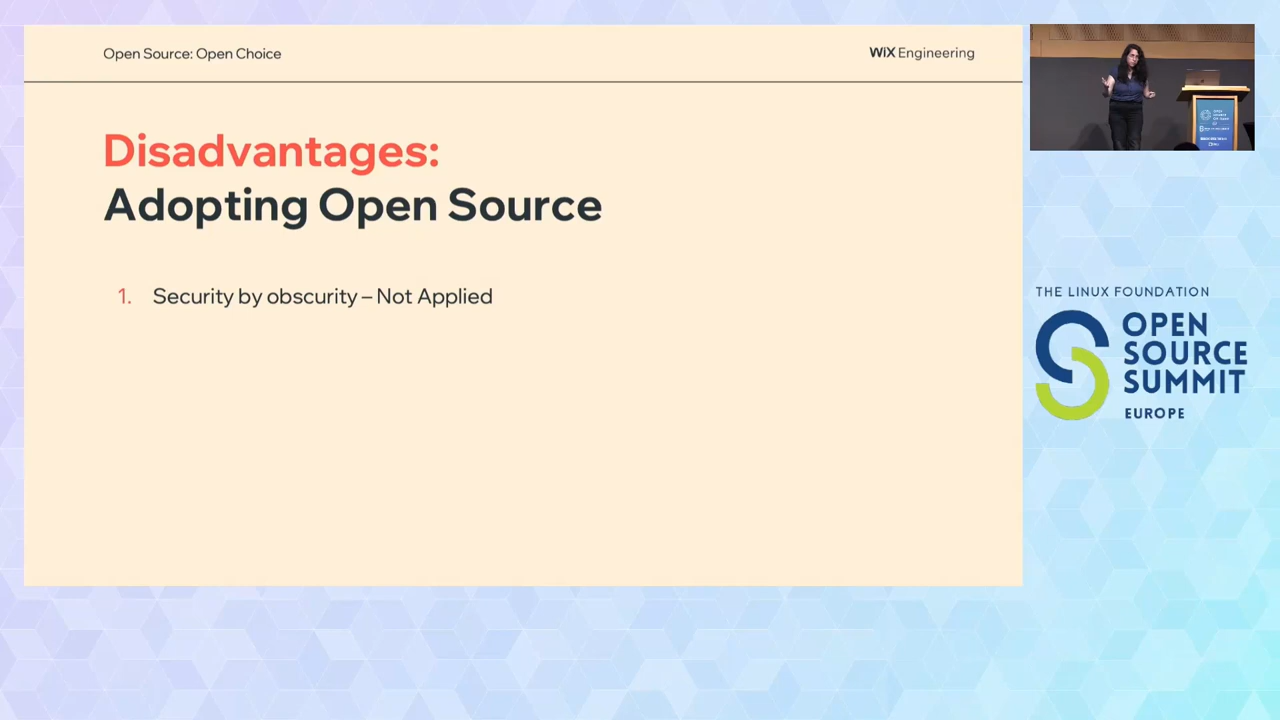 Open Source: Open Choice
WiX Engineering
Disadvantages:
Adopting Open Source
1. Security by obscurity – Not Applied
THE LINUX FOUNDATION
OPEN
SOURCE
SUMMIT
EUROPE